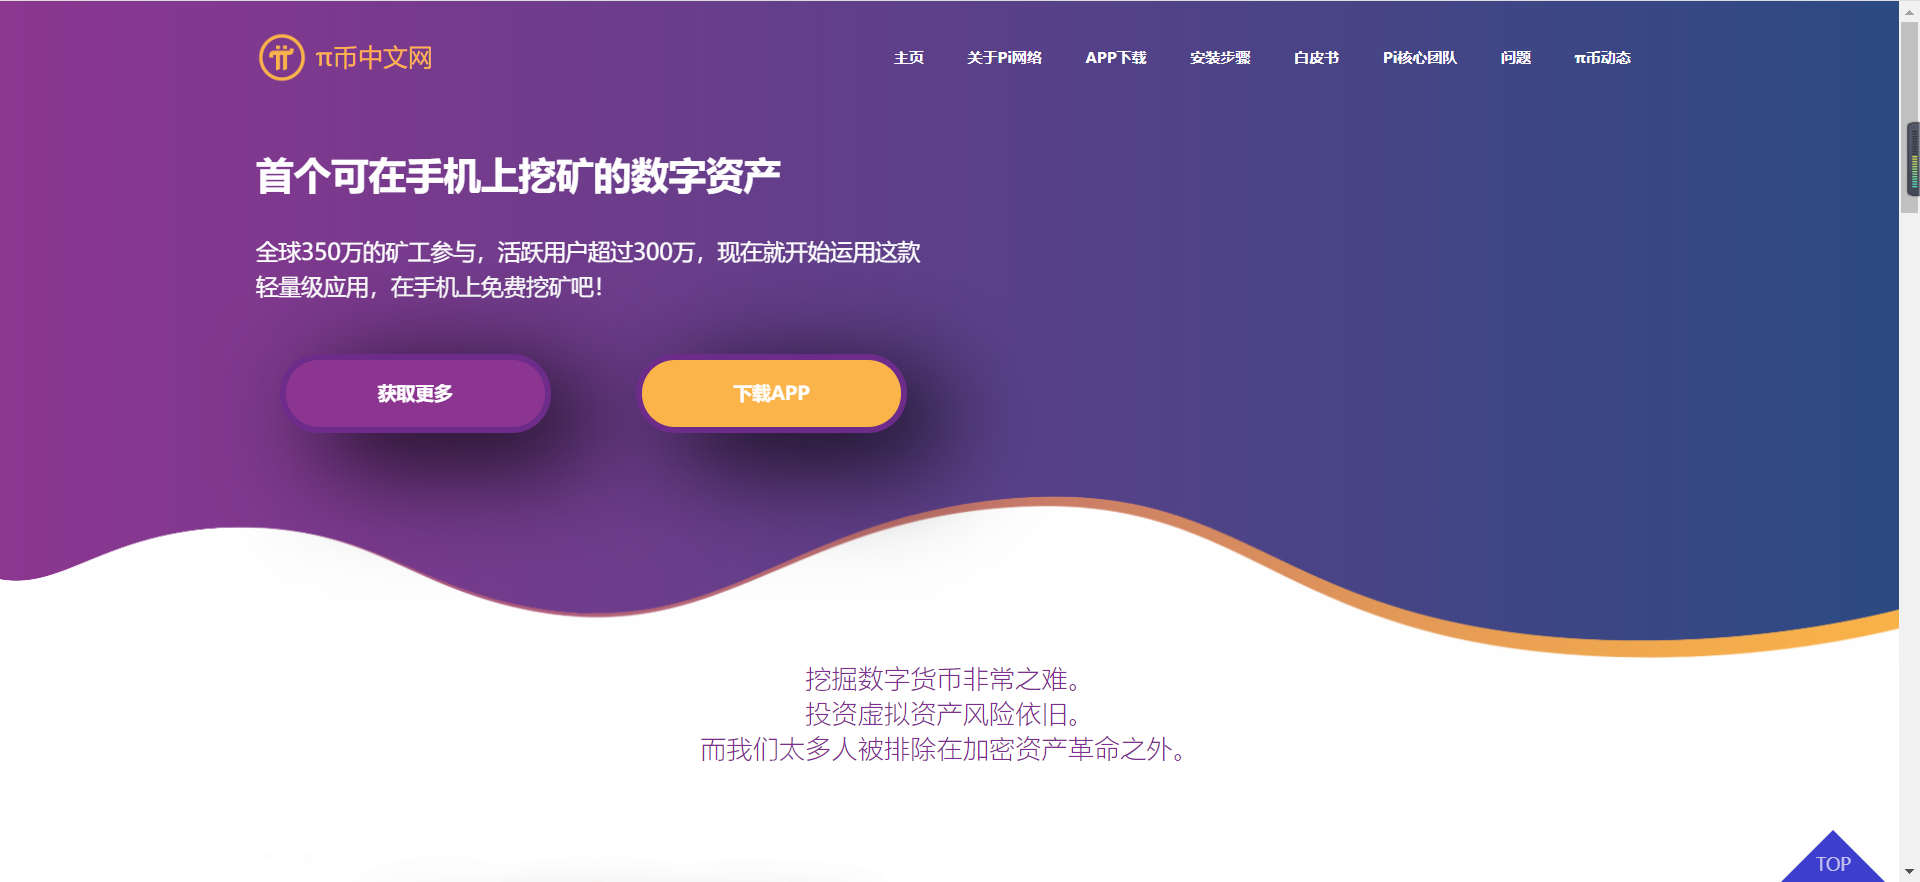 π币中文网
主页
关于Pi网络
APP下载
安装步骤
白皮书
Pi核心团队
问题
π币动态
首个可在手机上挖矿的数字资产
全球350万的矿工参与，活跃用户超过300万，现在就开始运用这款
轻量级应用，在手机上免费挖矿吧！
获取更多
下载APP
挖掘数字货币非常之难。
投资虚拟资产风险依旧。
而我们太多人被排除在加密资产革命之外。
TOP